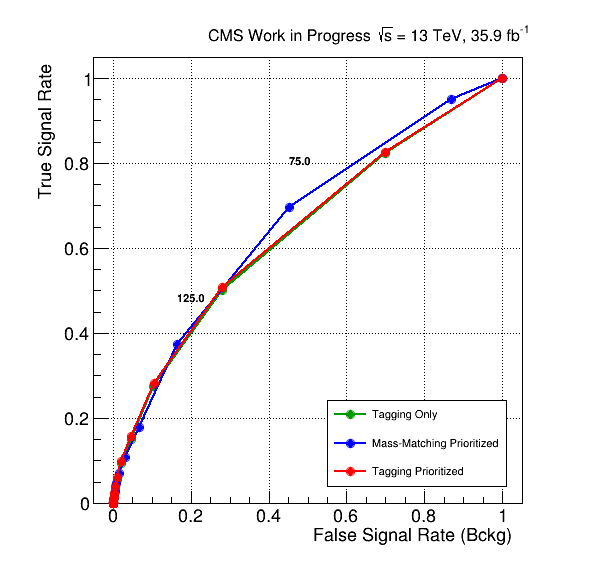 CMS Work in Progress √s = 13 TeV, 35.9 fb⁻¹
True Signal Rate
1
0.8
0.6
0.4
0.2
0
75.0
125.0
Tagging Only
Mass-Matching Prioritized
Tagging Prioritized
0 0.2 0.4 0.6 0.8 1
False Signal Rate (Bckg)